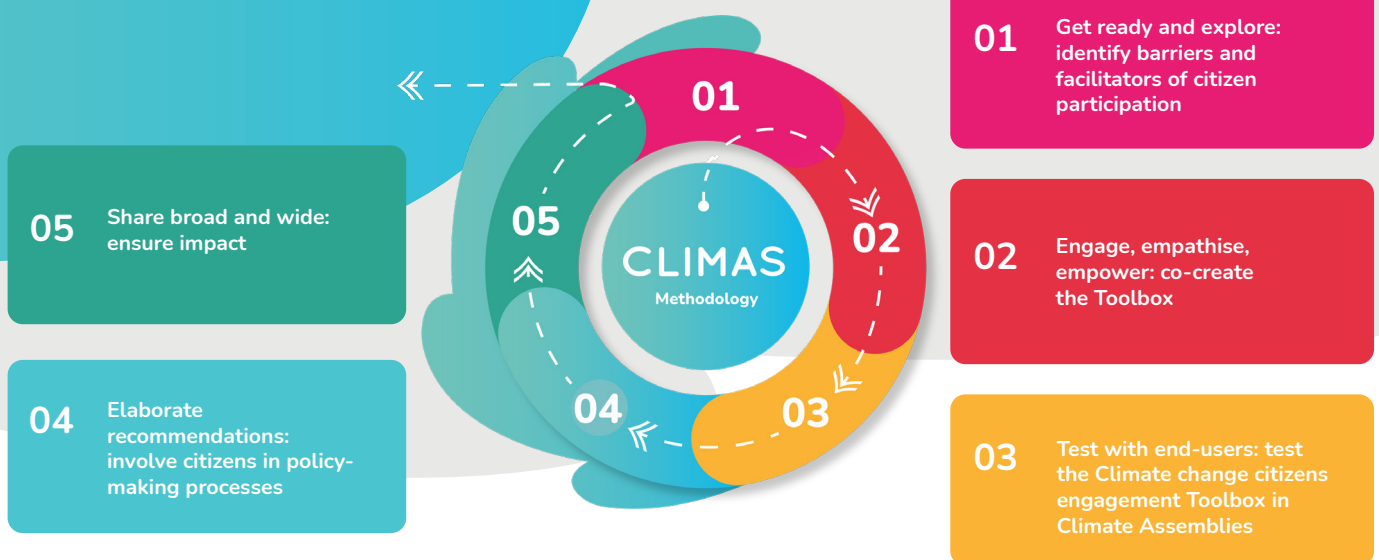 01
Get ready and explore:
identify barriers and
facilitators of citizen
participation
02
Engage, empathise,
empower: co-create
the Toolbox
03
Test with end-users: test
the Climate change citizens
engagement Toolbox in
Climate Assemblies
04
Elaborate
recommendations:
involve citizens in policy-
making processes
05
Share broad and wide:
ensure impact
CLIMAS
Methodology
01
02
03
04
05